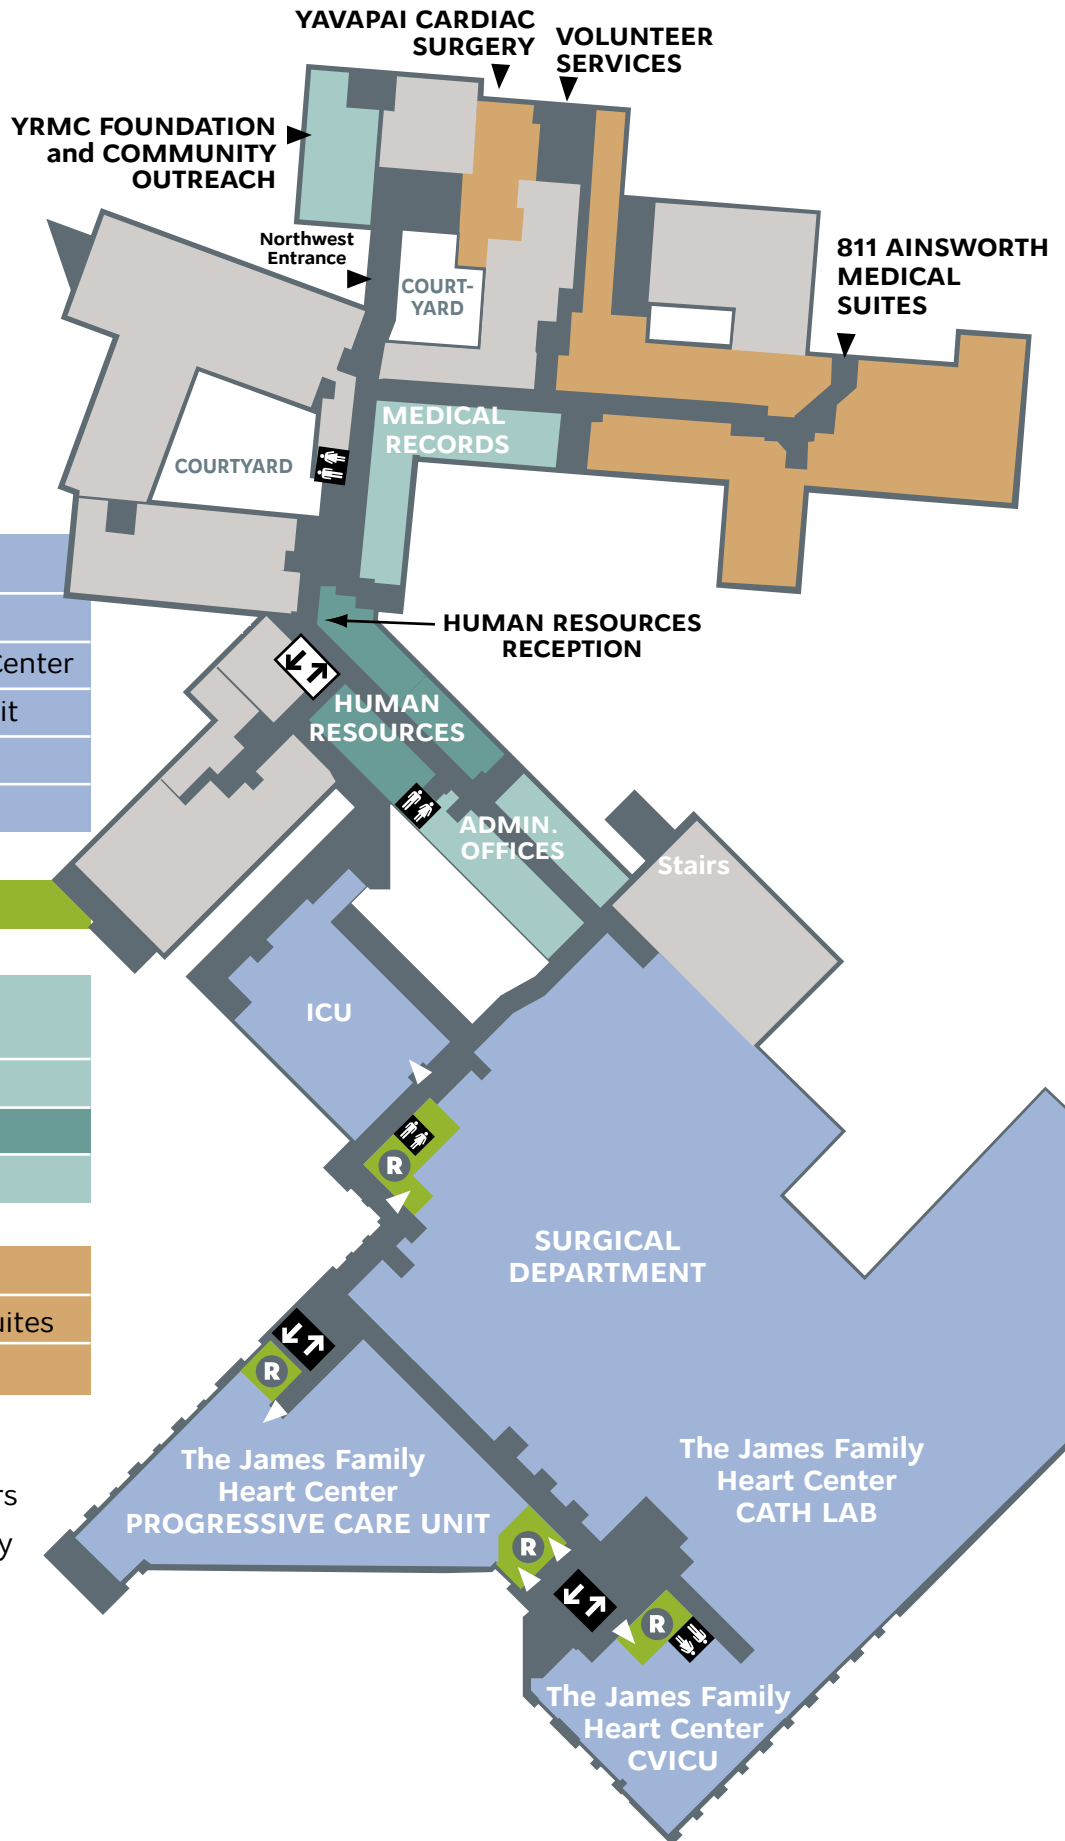 YAVAPAI CARDIAC
SURGERY
VOLUNTEER
SERVICES
YRMC FOUNDATION
and COMMUNITY
OUTREACH
Northwest
Entrance
COURT-
YARD
811 AINSWORTH
MEDICAL
SUITES
MEDICAL
RECORDS
COURTYARD
HUMAN RESOURCES
RECEPTION
Center
it
HUMAN
RESOURCES
ADMIN.
OFFICES
Stairs
ICU
R
SURGICAL
DEPARTMENT
uites
R
The James Family
Heart Center
PROGRESSIVE CARE UNIT
The James Family
Heart Center
CATH LAB
rs
y
R
R
The James Family
Heart Center
CVICU